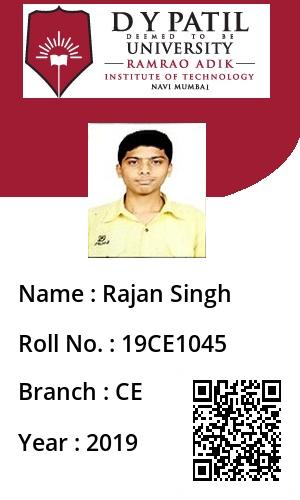 D Y PATIL
DEEMED TO BE
UNIVERSITY
RAMRAO ADIK
INSTITUTE OF TECHNOLOGY
NAVI MUMBAI
Name : Rajan Singh
Roll No. : 19CE1045
Branch : CE
Year : 2019